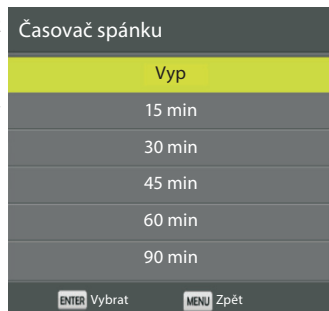 Časovač spánku
Vyp
15 min
30 min
45 min
60 min
90 min
ENTER Vybrat MENU Zpět